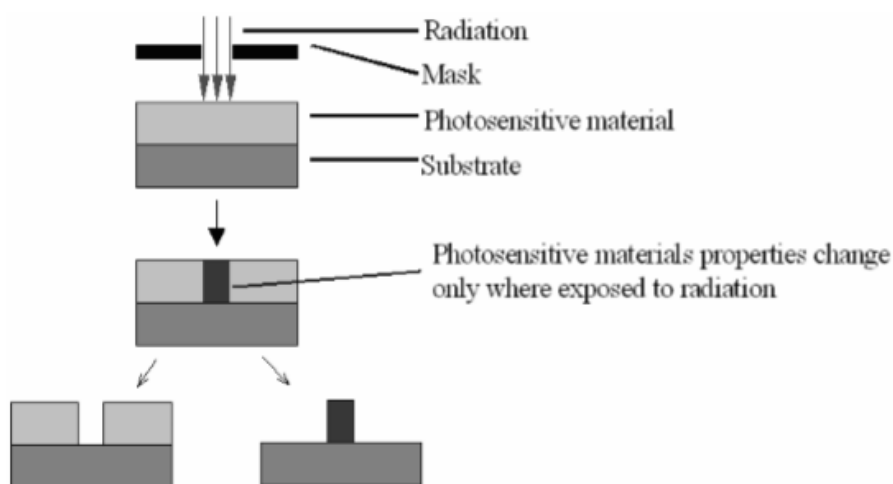 Radiation
Mask
Photosensitive material
Substrate
Photosensitive materials properties change
only where exposed to radiation